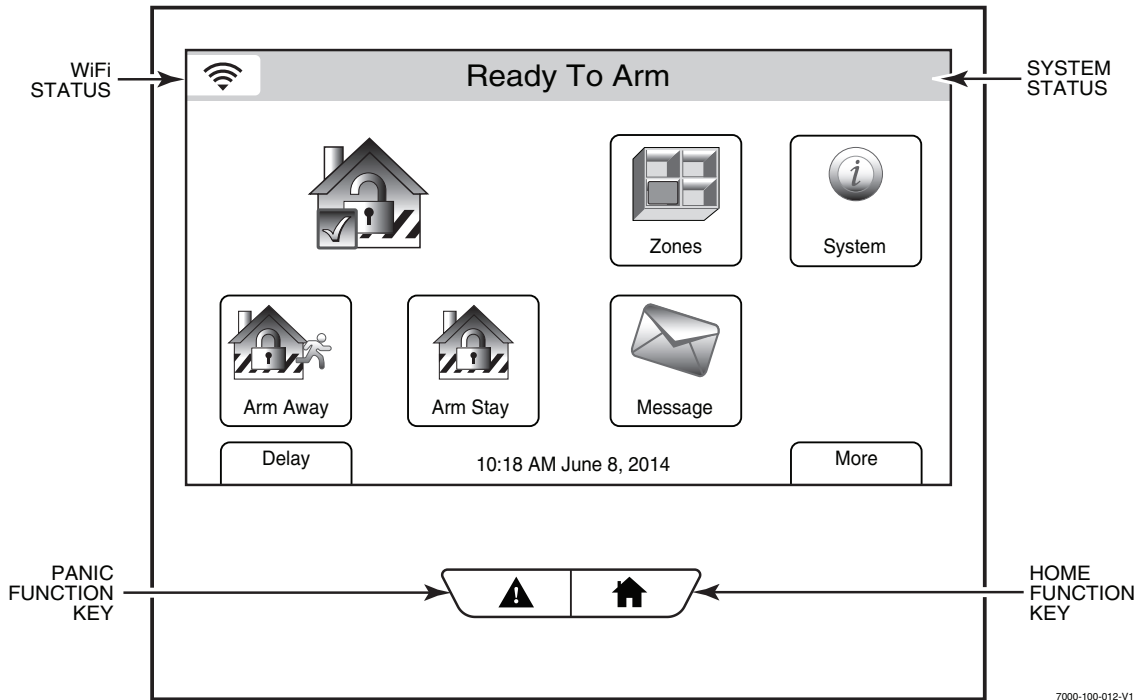 WiFi
STATUS
Ready To Arm
SYSTEM
STATUS
i
Zones
System
Arm Away
Arm Stay
Message
Delay
10:18 AM June 8, 2014
More
PANIC
FUNCTION
KEY
!
HOME
FUNCTION
KEY
7000-100-012-V1